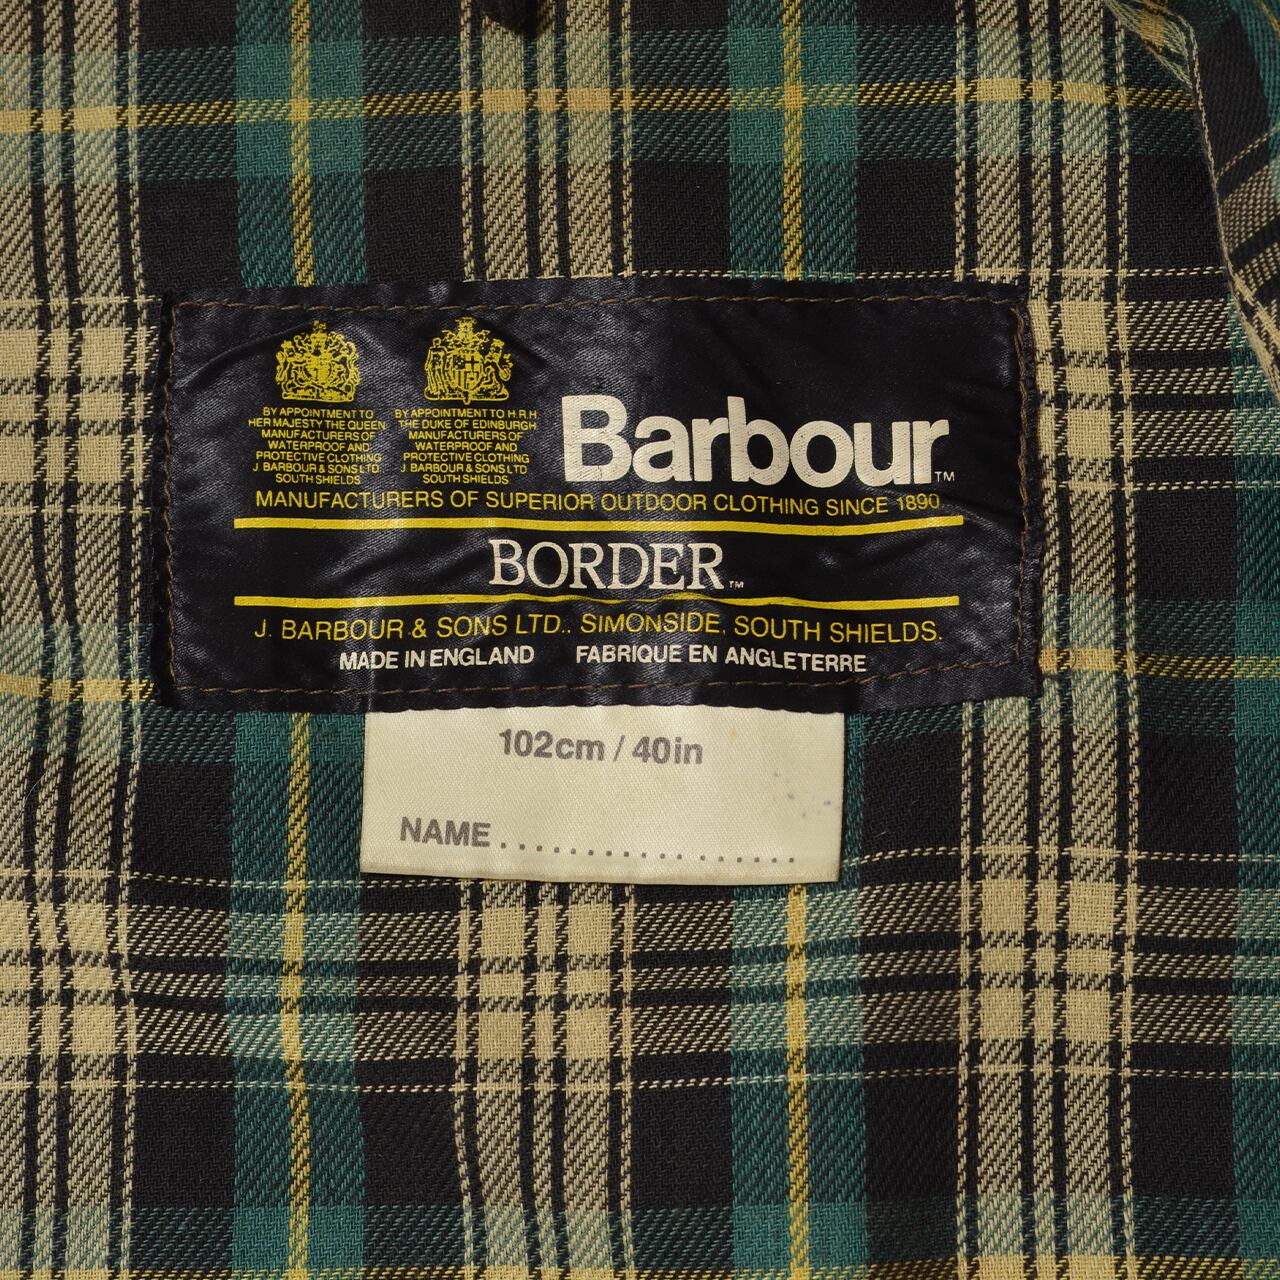 BY APPOINTMENT TO
HER MAJESTY THE QUEEN
MANUFACTURERS OF
WATERPROOF AND
PROTECTIVE CLOTHING
J. BARBOUR & SONS LTD
SOUTH SHIELDS
BY APPOINTMENT TO H.R.H.
THE DUKE OF EDINBURGH
MANUFACTURERS OF
WATERPROOF AND
PROTECTIVE CLOTHING
J. BARBOUR & SONS LTD
SOUTH SHIELDS
Barbour™
MANUFACTURERS OF SUPERIOR OUTDOOR CLOTHING SINCE 1890
BORDER™
J. BARBOUR & SONS LTD., SIMONSIDE, SOUTH SHIELDS.
MADE IN ENGLAND FABRIQUE EN ANGLETERRE
102cm / 40in
NAME . . . . . . . . . . . . . . . . . .